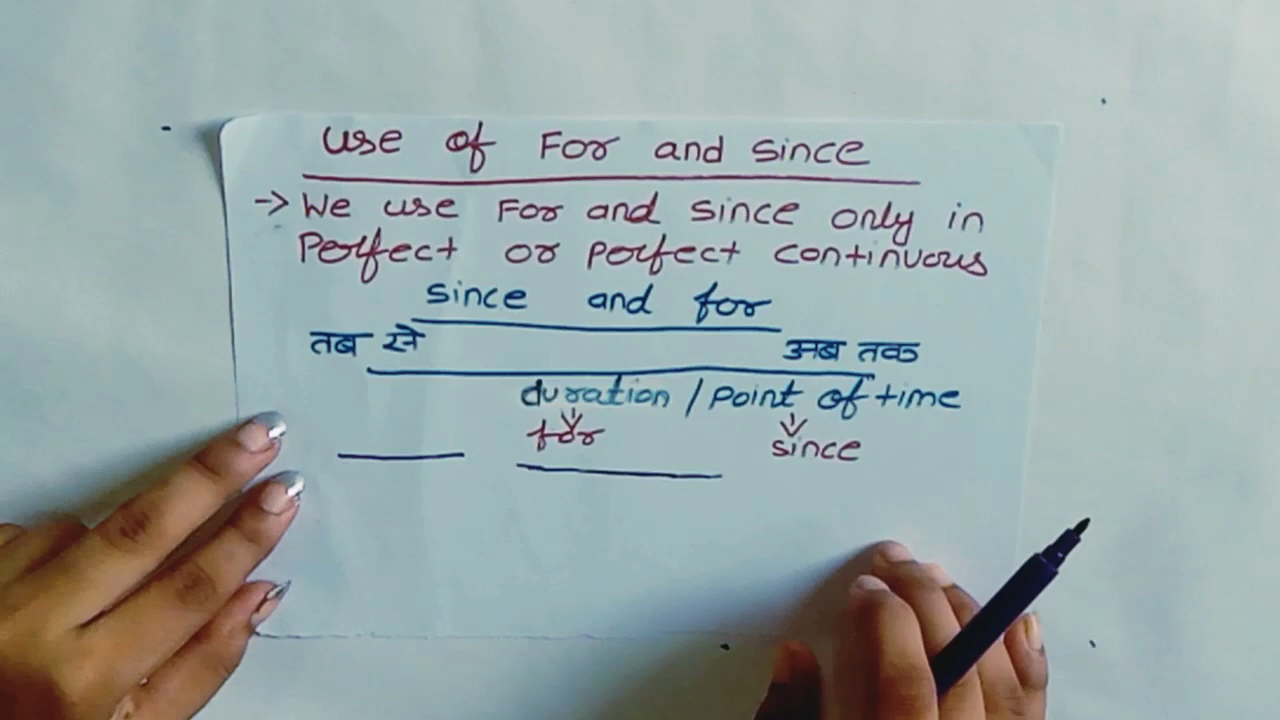 use of For and since
→ We use For and since only in
Perfect or perfect continuous
since and for
तब से अब तक
duration / point of time
for since